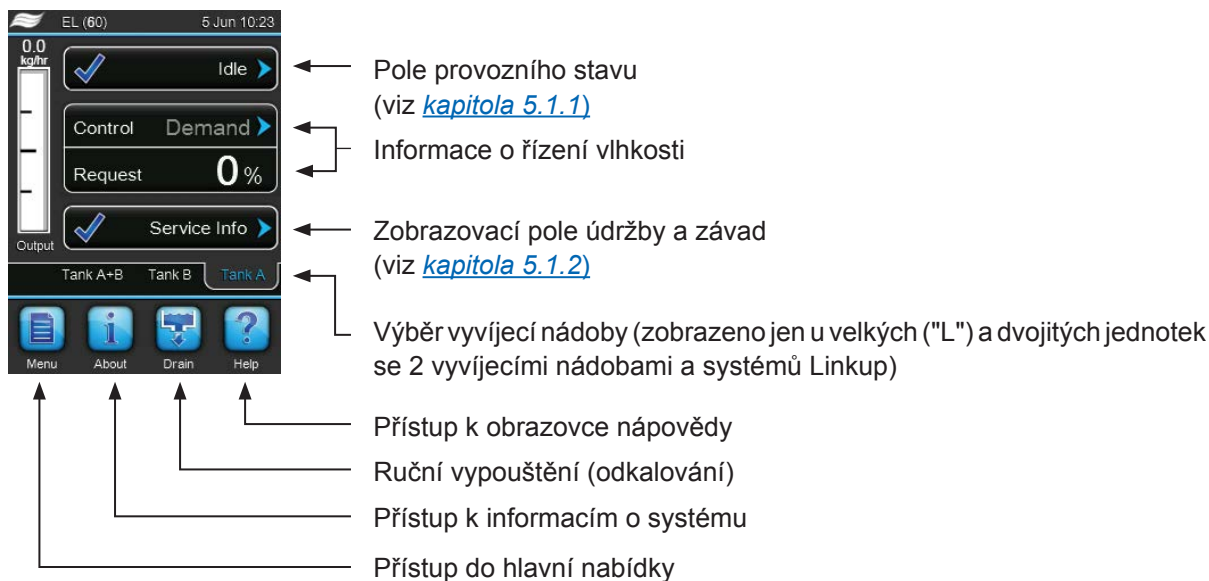 EL (60) 5 Jun 10:23
0.0
kg/hr
Idle
Control Demand
Request 0 %
Service Info
Output
Tank A+B Tank B Tank A
Menu About Drain Help
Pole provozního stavu
(viz kapitola 5.1.1)
Informace o řízení vlhkosti
Zobrazovací pole údržby a závad
(viz kapitola 5.1.2)
Výběr vyvíjecí nádoby (zobrazeno jen u velkých ("L") a dvojitých jednotek
se 2 vyvíjecími nádobami a systémů Linkup)
Přístup k obrazovce nápovědy
Ruční vypouštění (odkalování)
Přístup k informacím o systému
Přístup do hlavní nabídky